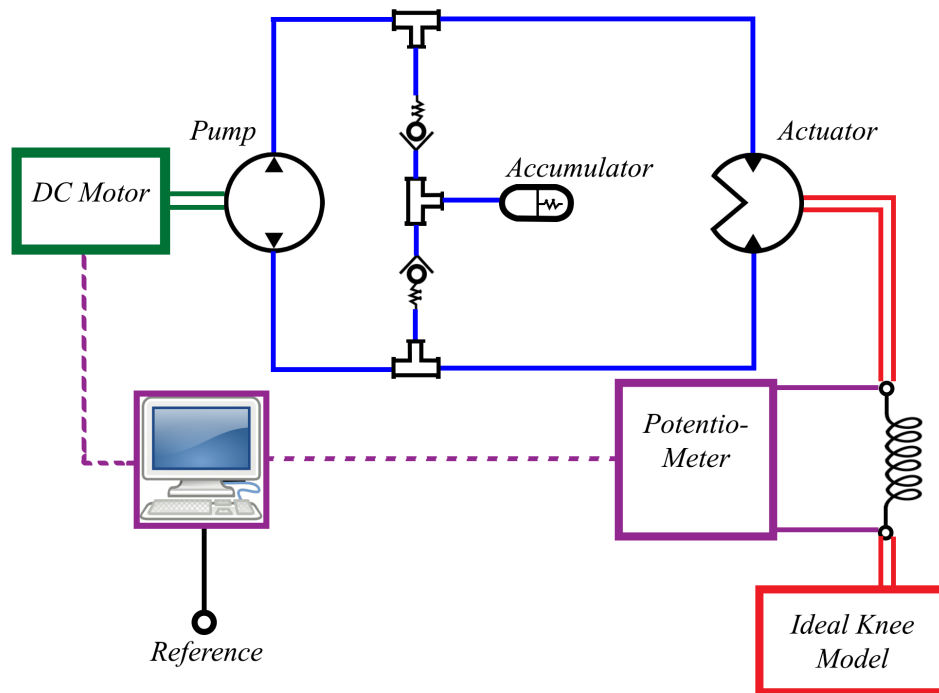 Pump
Actuator
DC Motor
Accumulator
Potentio-
Meter
Reference
Ideal Knee
Model